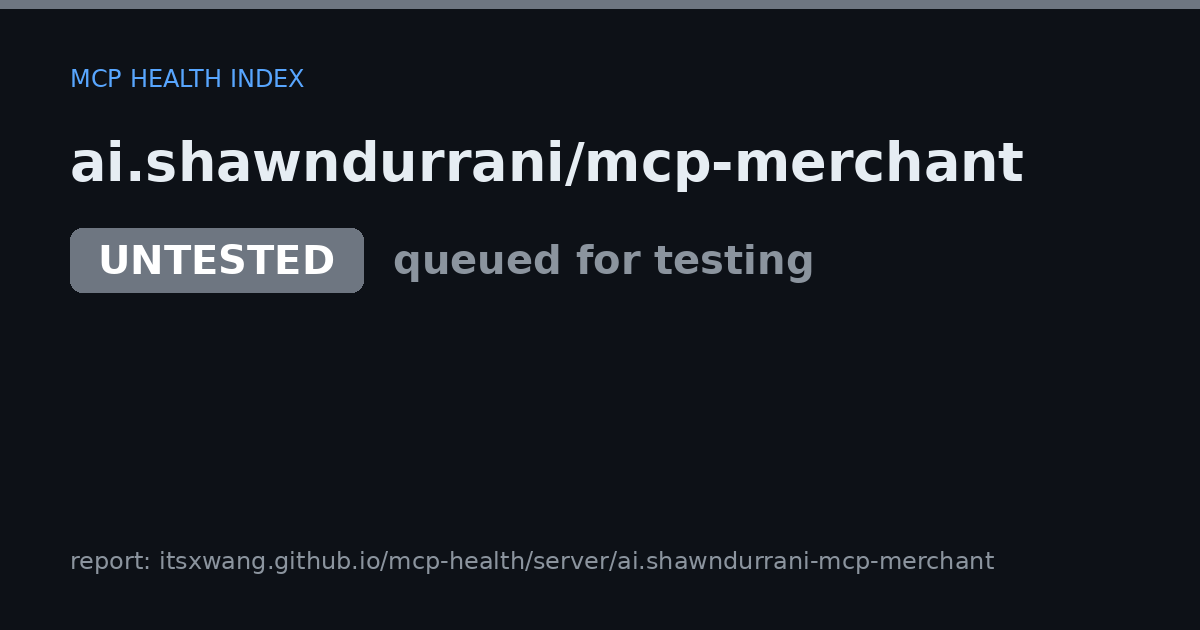 MCP HEALTH INDEX
ai.shawndurrani/mcp-merchant
UNTESTED queued for testing
report: itsxwang.github.io/mcp-health/server/ai.shawndurrani-mcp-merchant